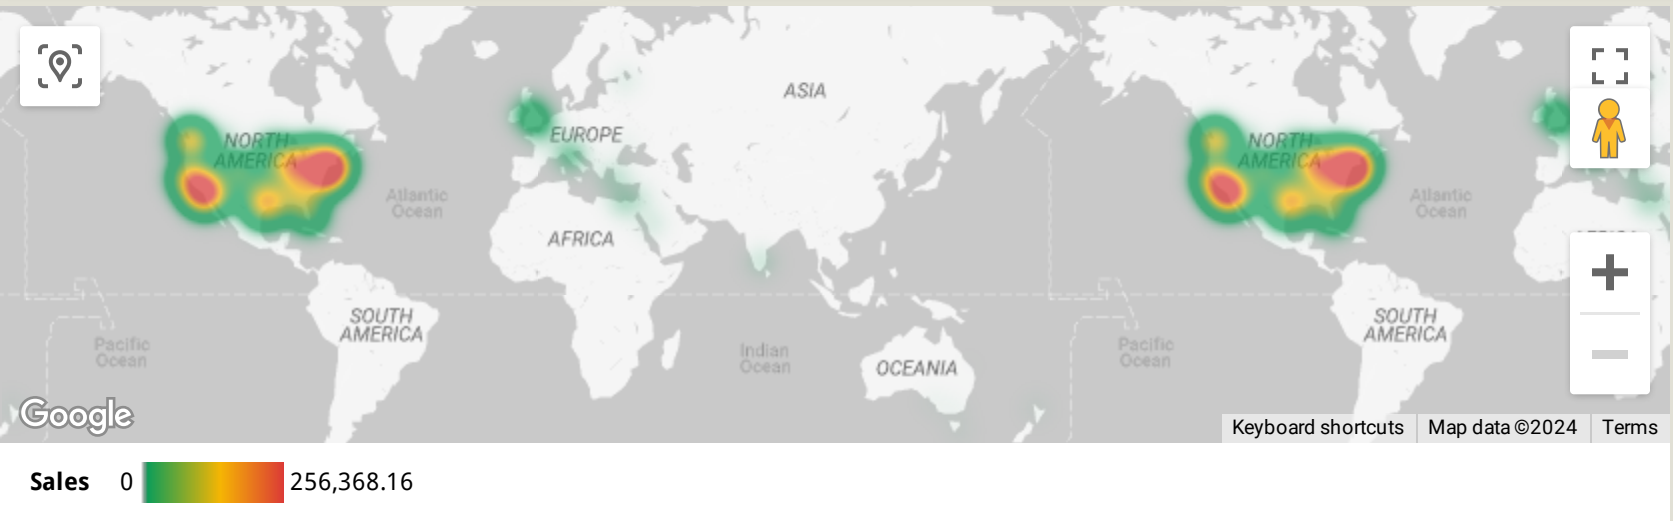 ASIA
NORTH
AMERICA
EUROPE
NORTH
AMERICA
Atlantic
Ocean
Atlantic
Ocean
AFRICA
AFRICA
SOUTH
AMERICA
SOUTH
AMERICA
Pacific
Ocean
Indian
Ocean
OCEANIA
Pacific
Ocean
Google
Keyboard shortcuts Map data ©2024 Terms
Sales 0 256,368.16